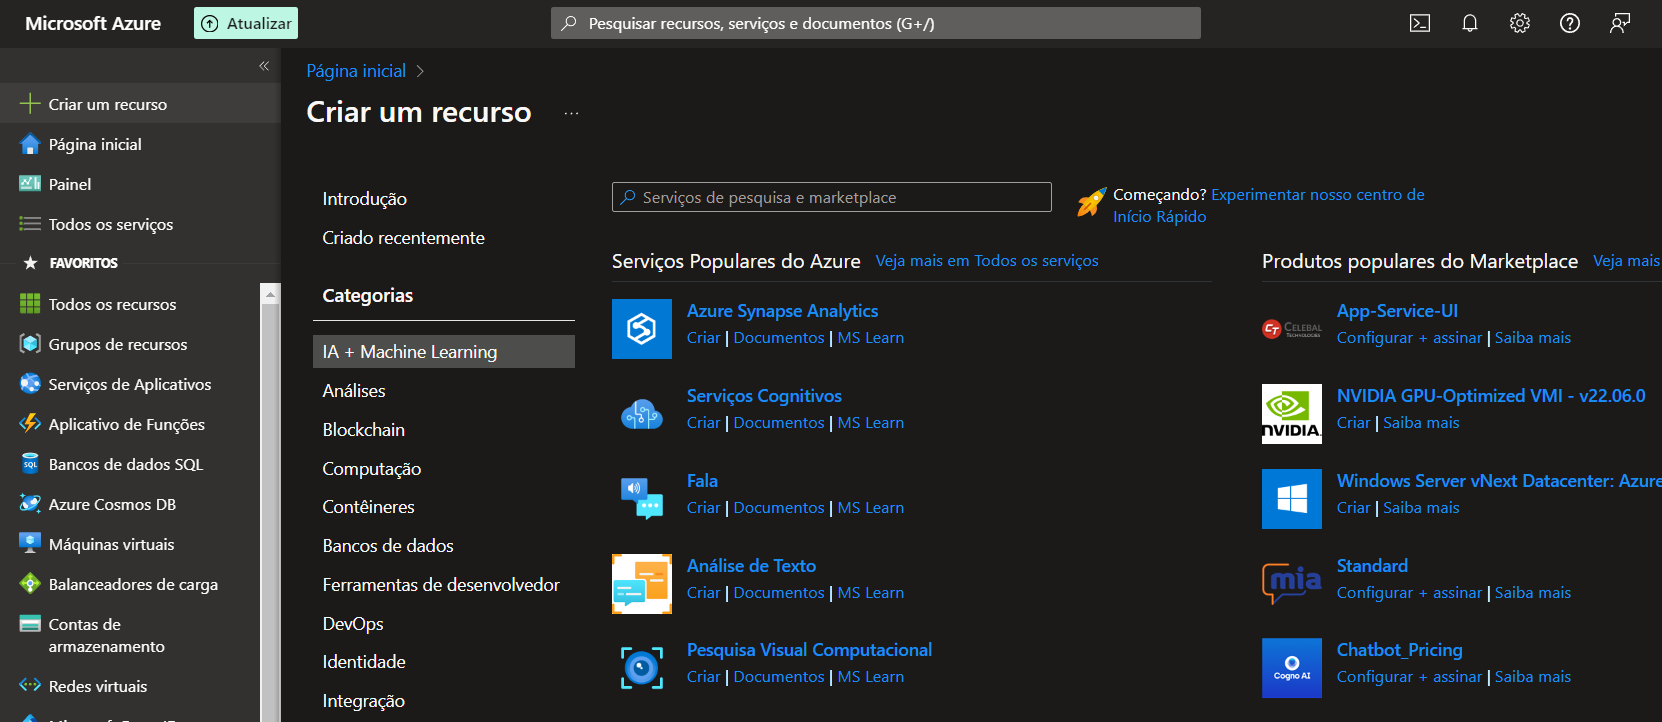 Microsoft Azure
Atualizar
Pesquisar recursos, serviços e documentos (G+/)
Criar um recurso
Página inicial
Painel
Todos os serviços
FAVORITOS
Todos os recursos
Grupos de recursos
Serviços de Aplicativos
Aplicativo de Funções
SQL
Bancos de dados SQL
Azure Cosmos DB
Máquinas virtuais
Balanceadores de carga
Contas de
armazenamento
Redes virtuais
Página inicial
Criar um recurso
Introdução
Criado recentemente
Categorias
IA + Machine Learning
Análises
Blockchain
Computação
Contêineres
Bancos de dados
Ferramentas de desenvolvedor
DevOps
Identidade
Integração
Serviços de pesquisa e marketplace
Começando? Experimentar nosso centro de
Início Rápido
Serviços Populares do Azure
Veja mais em Todos os serviços
Azure Synapse Analytics
Criar | Documentos | MS Learn
Serviços Cognitivos
Criar | Documentos | MS Learn
Fala
Criar | Documentos | MS Learn
Análise de Texto
Criar | Documentos | MS Learn
Pesquisa Visual Computacional
Criar | Documentos | MS Learn
Produtos populares do Marketplace
Veja mais
CT CELEBAL
TECHNOLOGIES
App-Service-UI
Configurar + assinar | Saiba mais
NVIDIA.
NVIDIA GPU-Optimized VMI - v22.06.0
Criar | Saiba mais
Windows Server vNext Datacenter: Azure
Criar | Saiba mais
mia
Standard
Configurar + assinar | Saiba mais
Cogno AI
Chatbot_Pricing
Configurar + assinar | Saiba mais